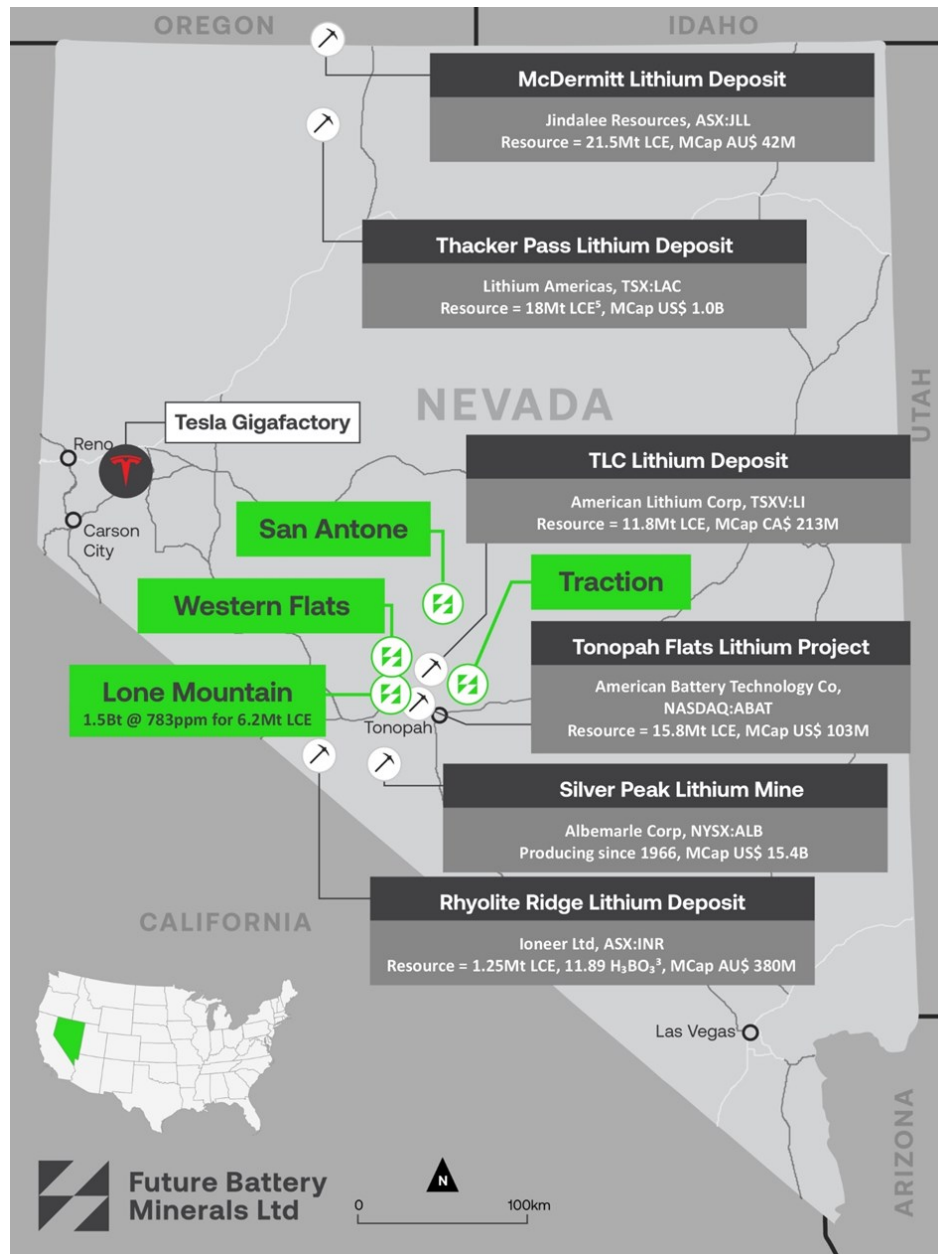 OREGON
IDAHO
McDermitt Lithium Deposit
Jindalee Resources, ASX:JLL
Resource = 21.5Mt LCE, MCap AU$ 42M
Thacker Pass Lithium Deposit
Lithium Americas, TSX:LAC
Resource = 18Mt LCE⁵, MCap US$ 1.0B
NEVADA
UTAH
Tesla Gigafactory
Reno
Carson
City
TLC Lithium Deposit
American Lithium Corp, TSXV:LI
Resource = 11.8Mt LCE, MCap CA$ 213M
San Antone
Western Flats
Traction
Lone Mountain
1.5Bt @ 783ppm for 6.2Mt LCE
Tonopah
Tonopah Flats Lithium Project
American Battery Technology Co,
NASDAQ:ABAT
Resource = 15.8Mt LCE, MCap US$ 103M
Silver Peak Lithium Mine
Albemarle Corp, NYSX:ALB
Producing since 1966, MCap US$ 15.4B
Rhyolite Ridge Lithium Deposit
Ioneer Ltd, ASX:INR
Resource = 1.25Mt LCE, 11.89 H₃BO₃³, MCap AU$ 380M
CALIFORNIA
Las Vegas
ARIZONA
Future Battery
Minerals Ltd
N
0
100km